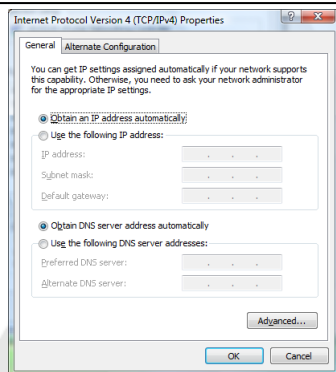 Internet Protocol Version 4 (TCP/IPv4) Properties
General
Alternate Configuration
You can get IP settings assigned automatically if your network supports
this capability. Otherwise, you need to ask your network administrator
for the appropriate IP settings.
Obtain an IP address automatically
Use the following IP address:
IP address:
Subnet mask:
Default gateway:
Obtain DNS server address automatically
Use the following DNS server addresses:
Preferred DNS server:
Alternate DNS server:
Advanced...
OK
Cancel